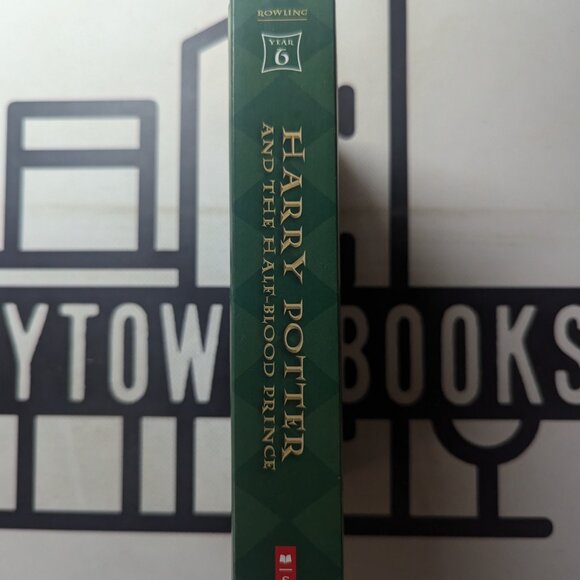 ROWLING
YEAR
6
HARRY POTTER
AND THE HALF-BLOOD PRINCE
S
YTOW BOOKS